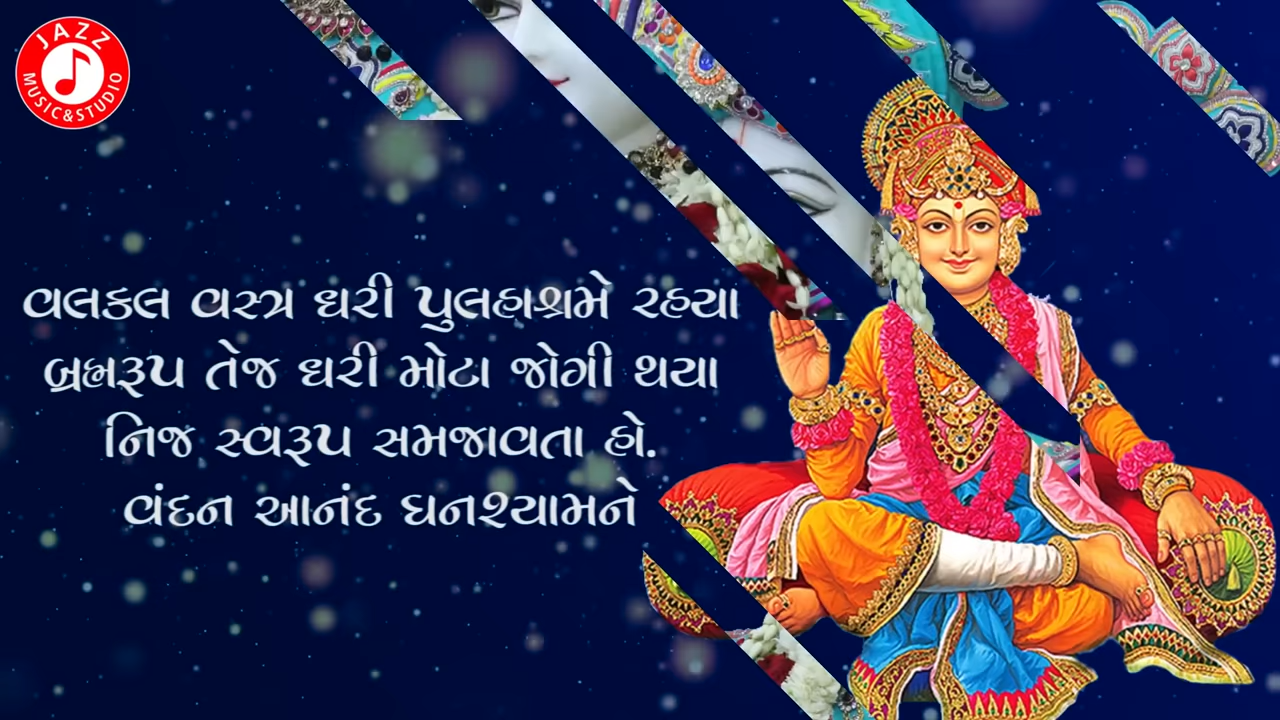 JAZZ
MUSIC&STUDIO
વલકલ વસ્ત્ર ધરી પુલહાશ્રમે રહ્યા
બ્રહ્મરૂપ તેજ ધરી મોટા જોગી થયા
નિજ સ્વરૂપ સમજાવતા હો.
વંદન આનંદ ઘનશ્યામને